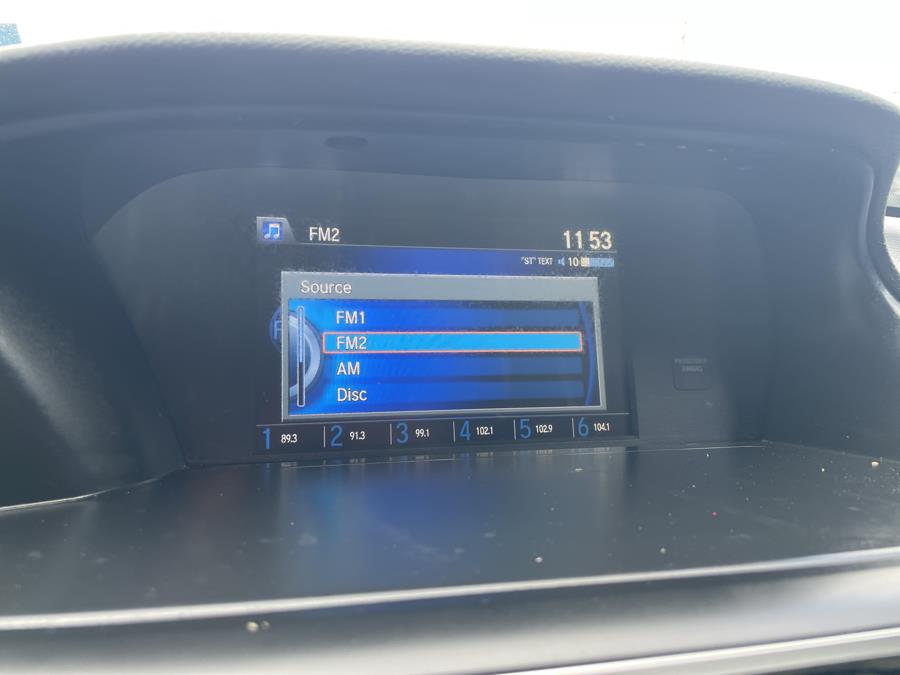 FM2 11 53
"ST" TEXT 10
Source
FM1
FM2
AM
Disc
1 89.3 2 91.3 3 99.1 4 102.1 5 102.9 6 104.1